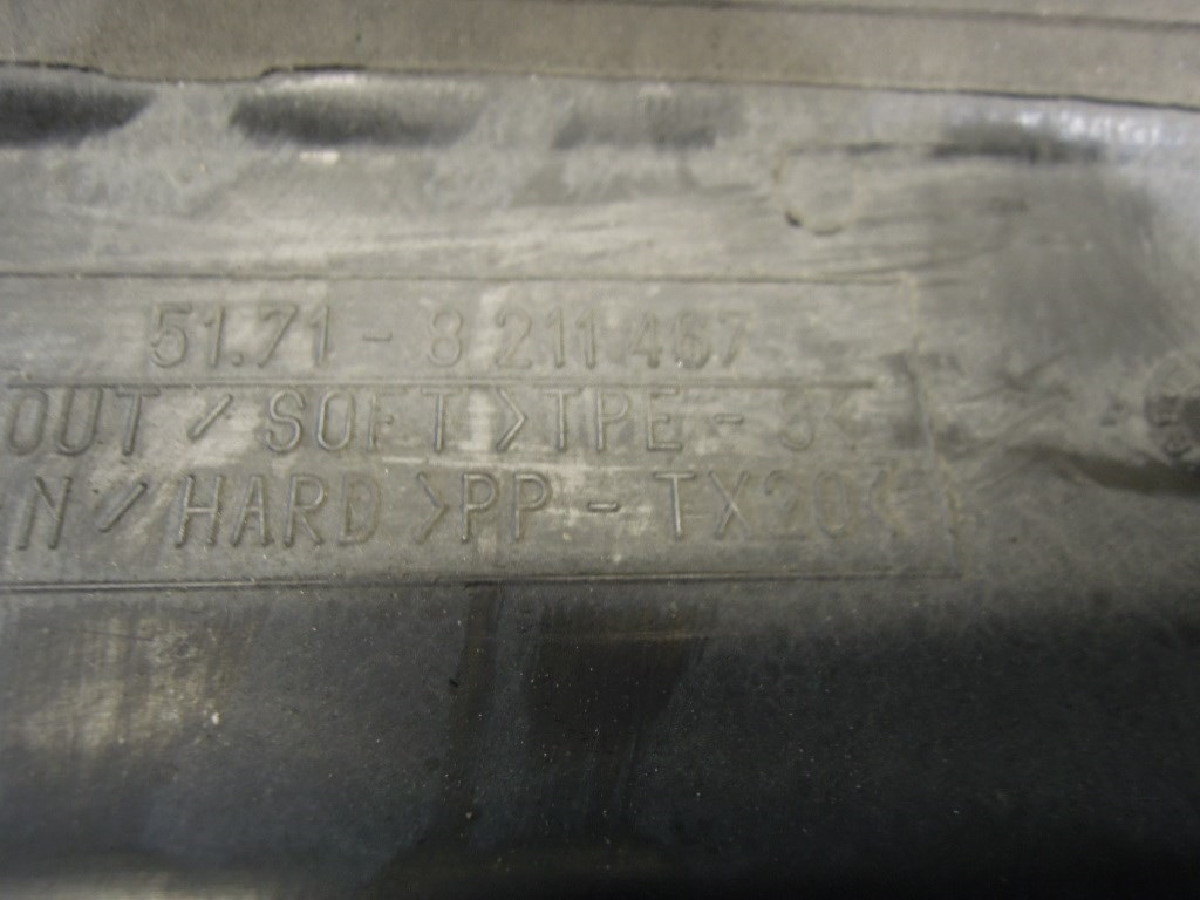 51.71 - 8 211 467
OUT / SOFT >TPE -
N / HARD >PP - TX20<